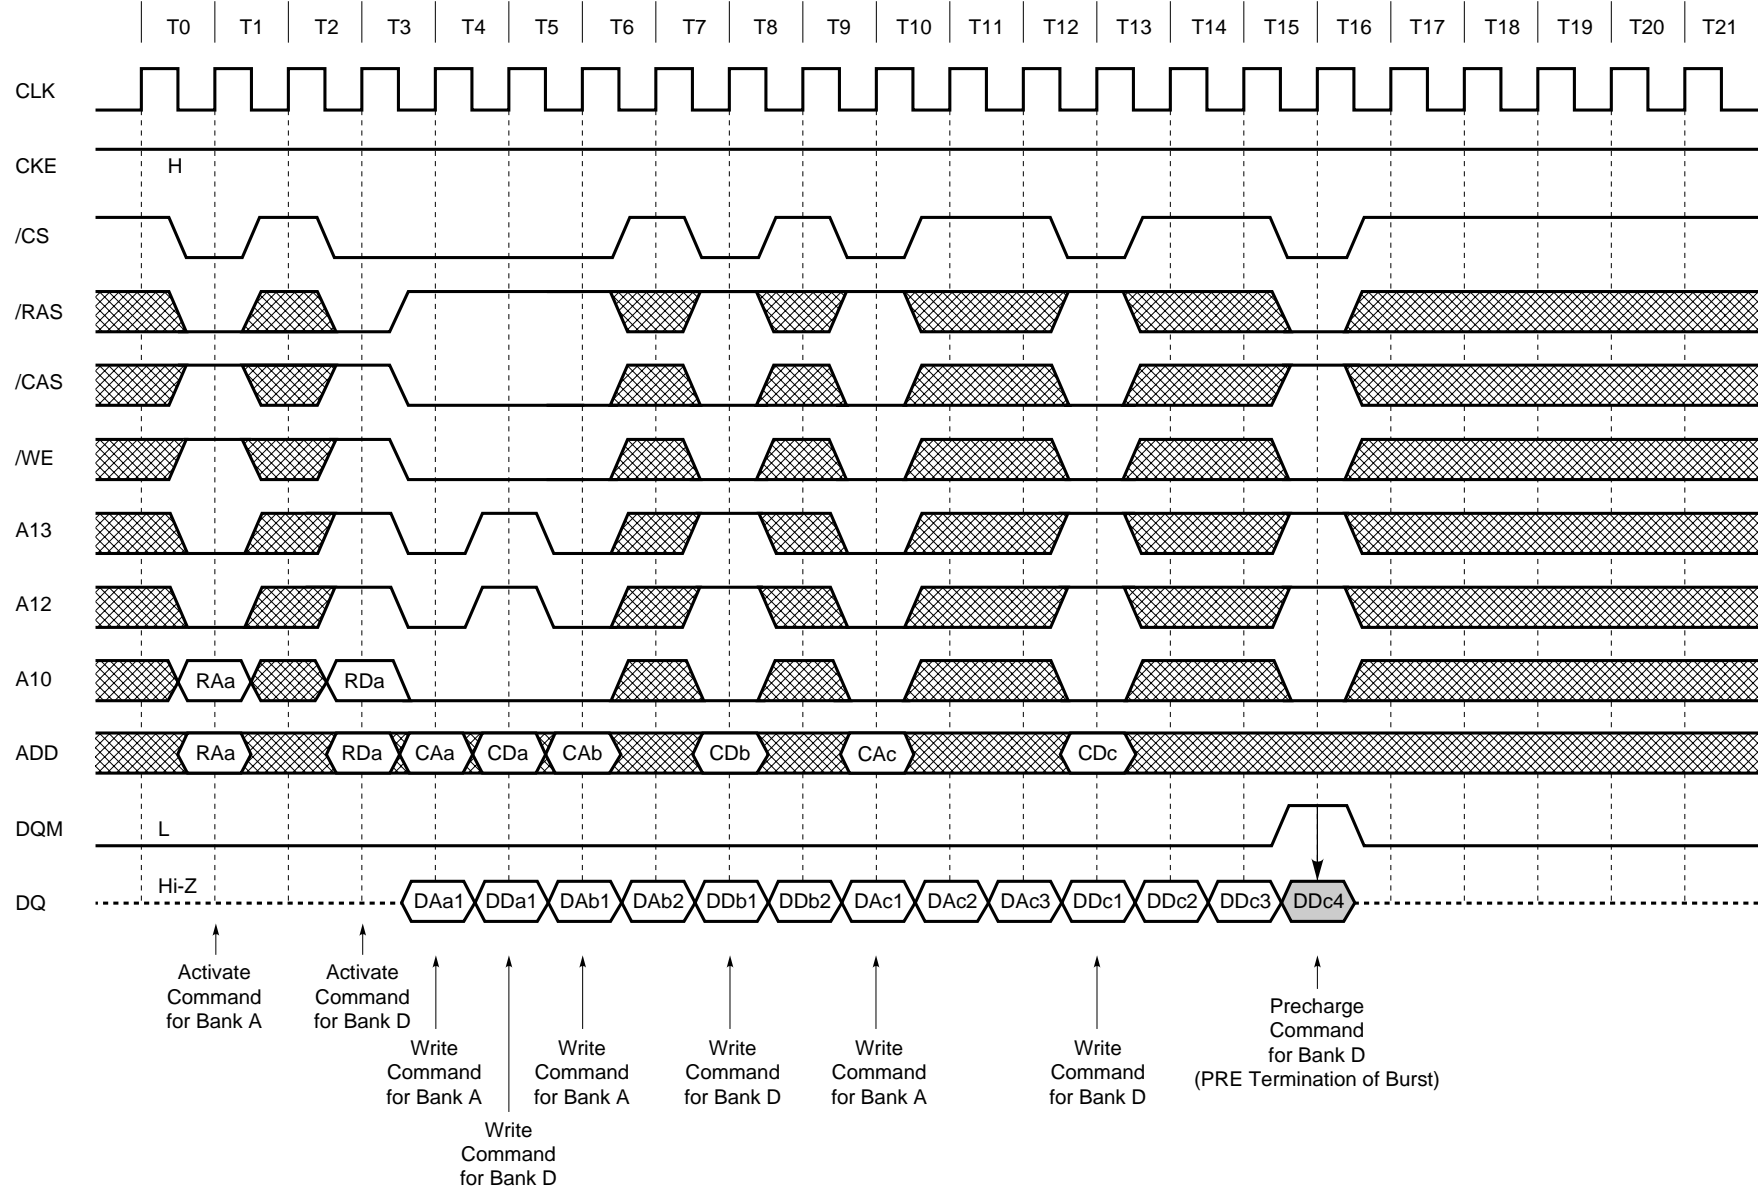 T0 T1 T2 T3 T4 T5 T6 T7 T8 T9 T10 T11 T12 T13 T14 T15 T16 T17 T18 T19 T20 T21
CLK
CKE H
/CS
/RAS
/CAS
/WE
A13
A12
A10 RAa RDa
ADD RAa RDa CAa CDa CAb CDb CAc CDc
DQM L
Hi-Z
DQ DAa1 DDa1 DAb1 DAb2 DDb1 DDb2 DAc1 DAc2 DAc3 DDc1 DDc2 DDc3 DDc4
Activate
Command
for Bank A
Activate
Command
for Bank D
Write
Command
for Bank A
Write
Command
for Bank D
Write
Command
for Bank A
Write
Command
for Bank D
Write
Command
for Bank A
Write
Command
for Bank D
Precharge
Command
for Bank D
(PRE Termination of Burst)